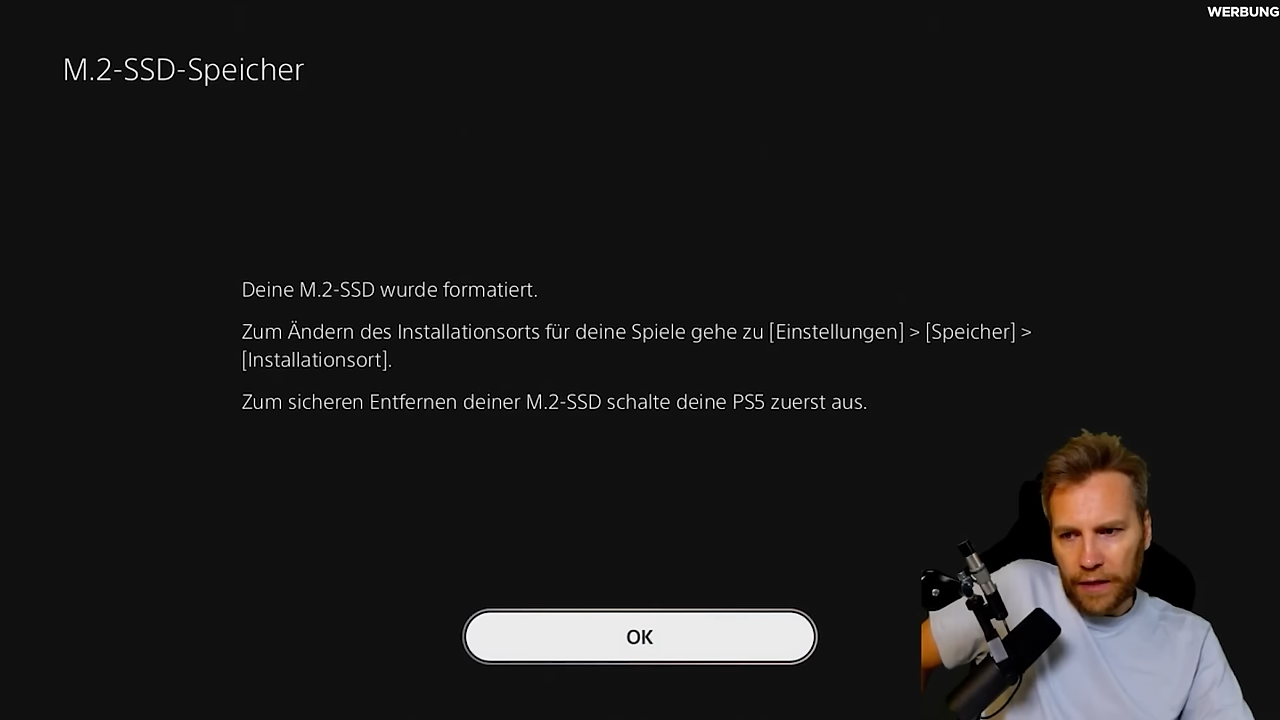 WERBUNG
M.2-SSD-Speicher
Deine M.2-SSD wurde formatiert.
Zum Ändern des Installationsorts für deine Spiele gehe zu [Einstellungen] > [Speicher] >
[Installationsort].
Zum sicheren Entfernen deiner M.2-SSD schalte deine PS5 zuerst aus.
OK